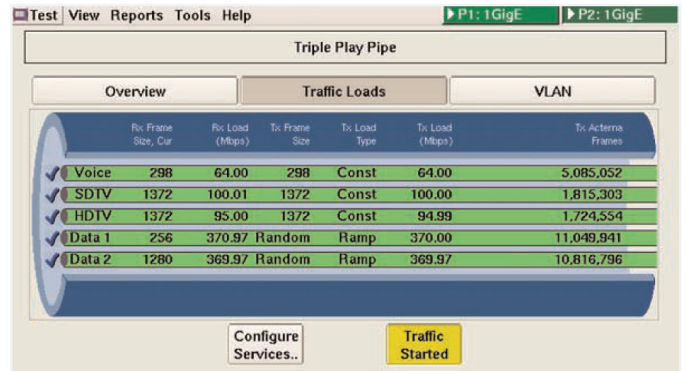 Test View Reports Tools Help P1: 1GigE P2: 1GigE
Triple Play Pipe
Overview Traffic Loads VLAN
Rx Frame Rx Load Tx Frame Tx Load Tx Load Tx Acterna
Size, Cur (Mbps) Size Type (Mbps) Frames
Voice 298 64.00 298 Const 64.00 5,085,052
SDTV 1372 100.01 1372 Const 100.00 1,815,303
HDTV 1372 95.00 1372 Const 94.99 1,724,554
Data 1 256 370.97 Random Ramp 370.00 11,049,941
Data 2 1280 369.97 Random Ramp 369.97 10,816,796
Configure Traffic
Services.. Started